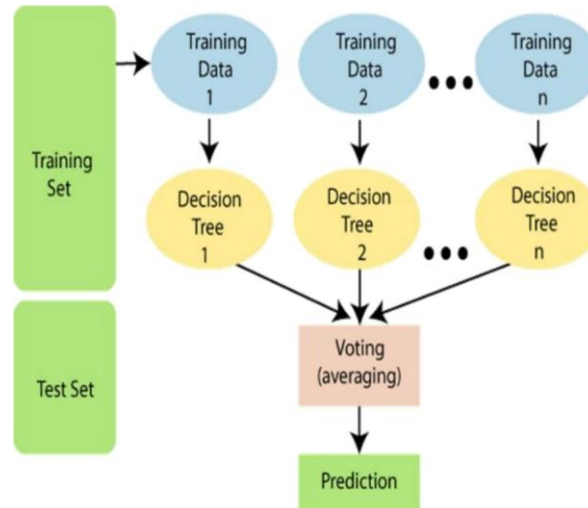 Training
Set
Test Set
Training
Data
1
Training
Data
2
Training
Data
n
Decision
Tree
1
Decision
Tree
2
Decision
Tree
n
Voting
(averaging)
Prediction